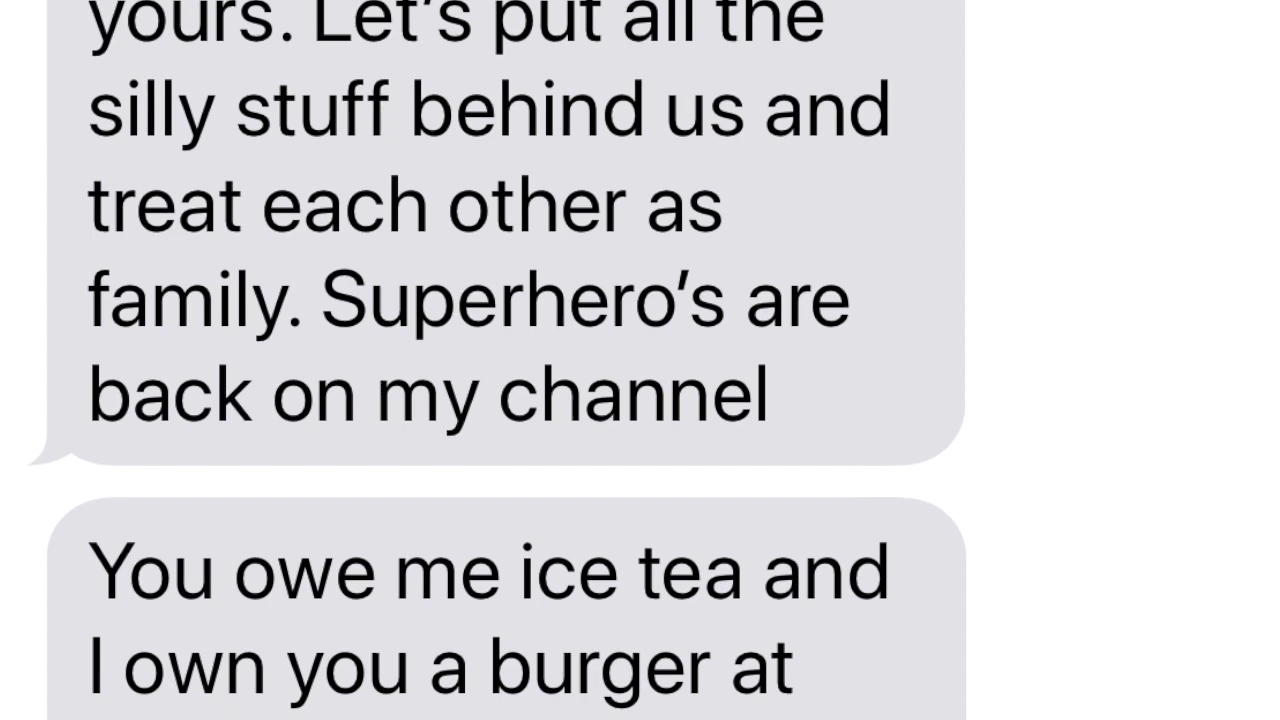 yours. Let’s put all the
silly stuff behind us and
treat each other as
family. Superhero’s are
back on my channel
You owe me ice tea and
I own you a burger at